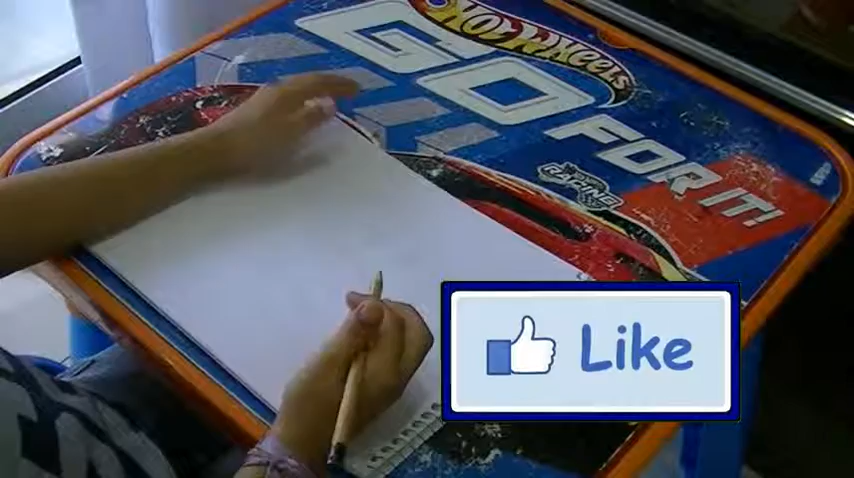 HOT WHEELS
GO
FOR IT!
RACING
Like